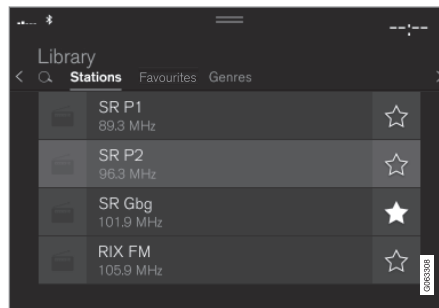 --:--
Library
Stations Favourites Genres
SR P1
89.3 MHz
SR P2
96.3 MHz
SR Gbg
101.9 MHz
RIX FM
105.9 MHz
G063308